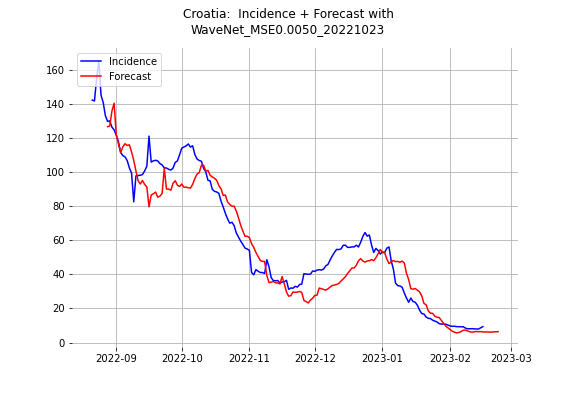 Croatia:  Incidence + Forecast with
WaveNet_MSE0.0050_20221023
Incidence
Forecast
160
140
120
100
80
60
40
20
0
2022-09 2022-10 2022-11 2022-12 2023-01 2023-02 2023-03